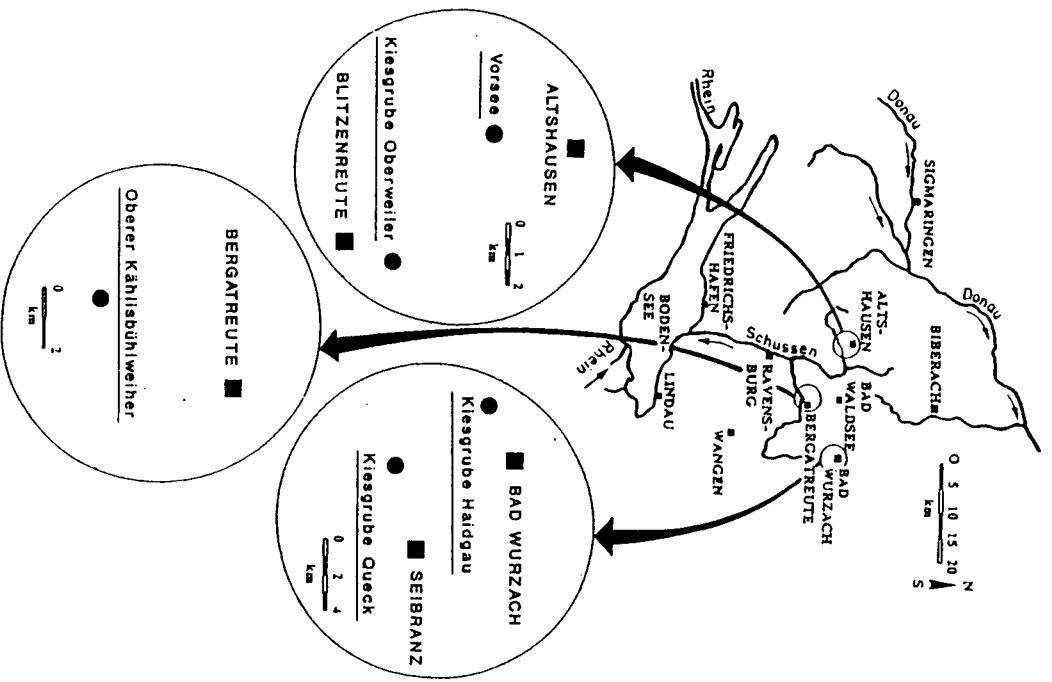 Donau
SIGMARINGEN
Donau
BIBERACH
ALTS-
HAUSEN
BAD
WALDSEE
BAD
WURZACH
BERGATREUTE
Schussen
RAVENS-
BURG
WANGEN
FRIEDRICHS-
HAFEN
BODEN-
SEE
LINDAU
Rhein
Rhein
0 5 10 15 20
km
N
S
ALTSHAUSEN
Vorsee
Kiesgrube Oberweiler
BLITZENREUTE
0 1 2
km
BERGATREUTE
Oberer Kählisbühlweiher
0 2
km
BAD WURZACH
Kiesgrube Haidgau
SEIBRANZ
Kiesgrube Queck
0 2 4
km